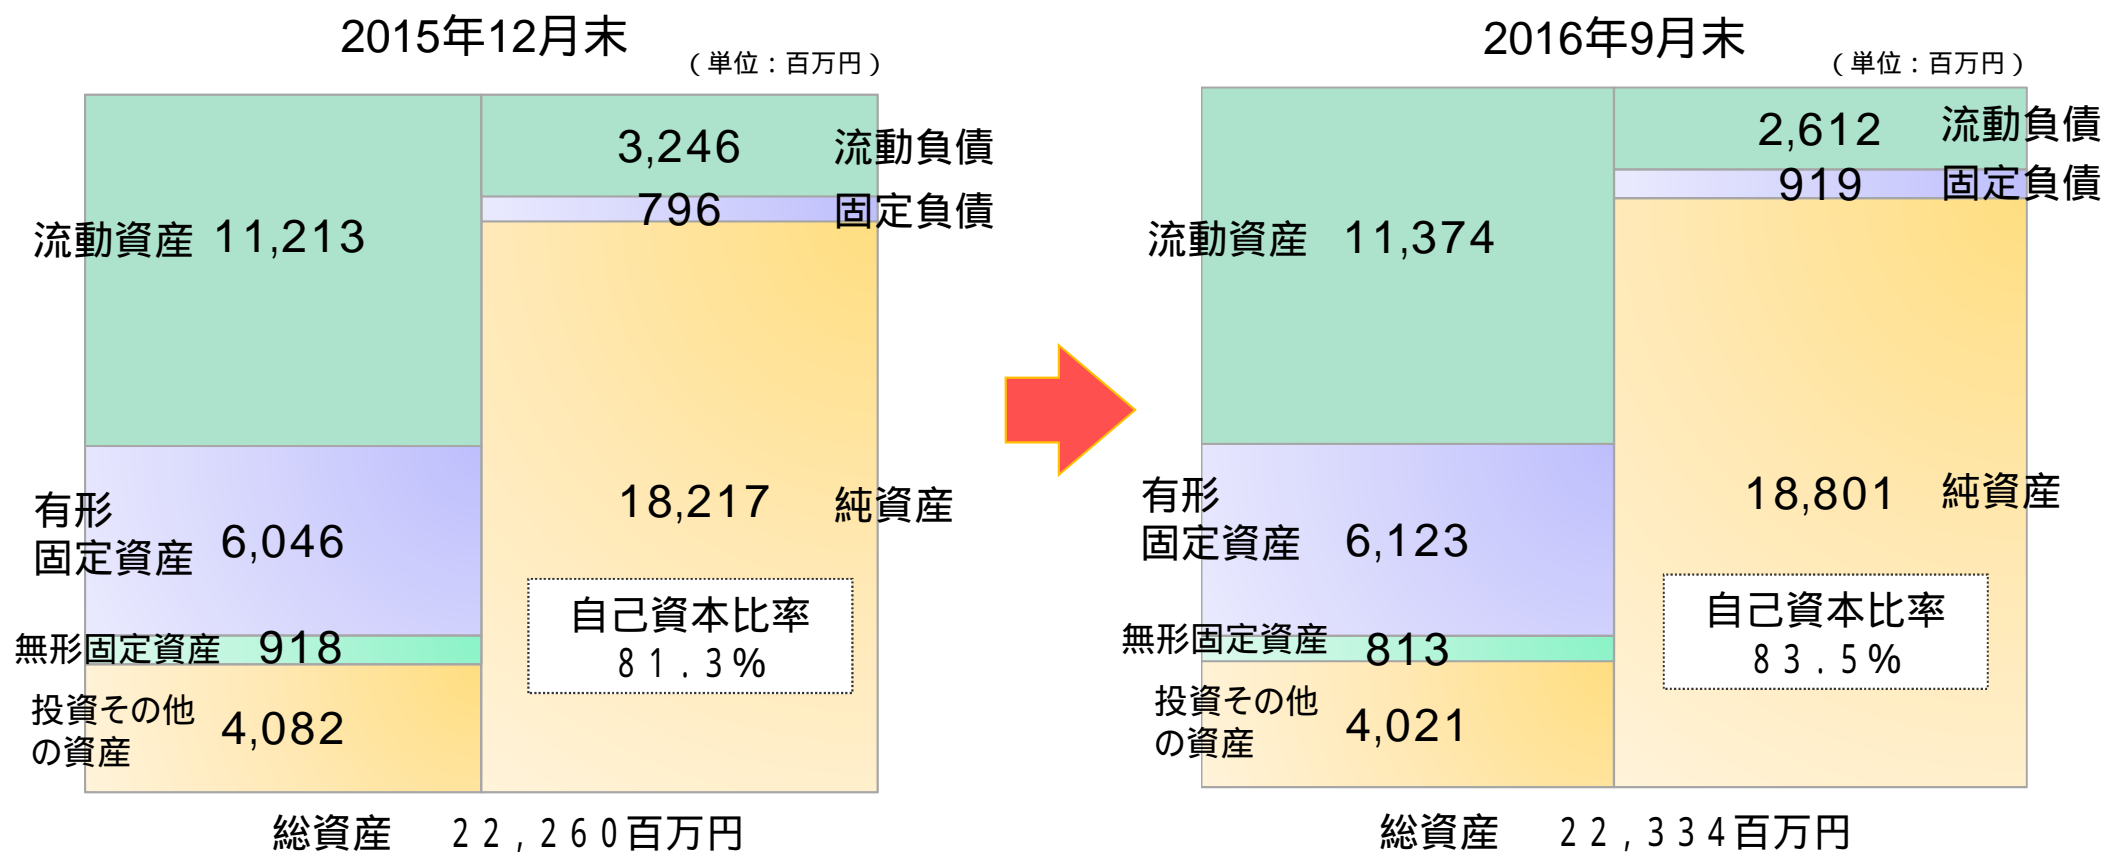 2015年12月末
（単位：百万円）
流動資産 11,213
有形
固定資産 6,046
無形固定資産 918
投資その他
の資産 4,082
3,246 流動負債
796 固定負債
18,217 純資産
自己資本比率
８１．３％
総資産 ２２，２６０百万円
2016年9月末
（単位：百万円）
流動資産 11,374
有形
固定資産 6,123
無形固定資産 813
投資その他
の資産 4,021
2,612 流動負債
919 固定負債
18,801 純資産
自己資本比率
８３．５％
総資産 ２２，３３４百万円